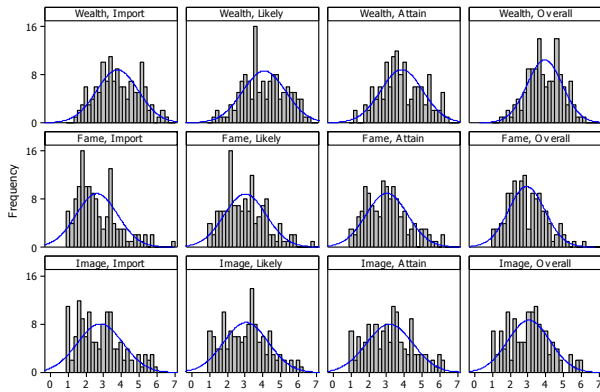 Wealth, Import Wealth, Likely Wealth, Attain Wealth, Overall
16
8
0
Fame, Import Fame, Likely Fame, Attain Fame, Overall
16
8
0
Frequency
Image, Import Image, Likely Image, Attain Image, Overall
16
8
0
0 1 2 3 4 5 6 7 0 1 2 3 4 5 6 7 0 1 2 3 4 5 6 7 0 1 2 3 4 5 6 7